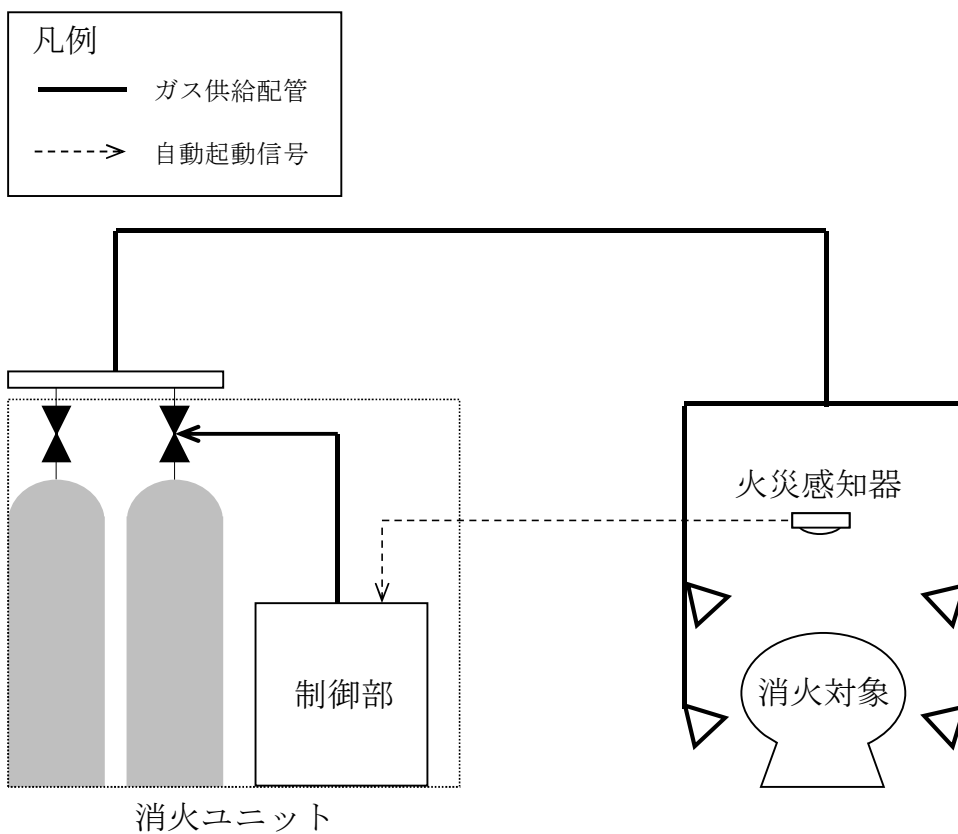 凡例
ガス供給配管
自動起動信号
火災感知器
制御部
消火対象
消火ユニット